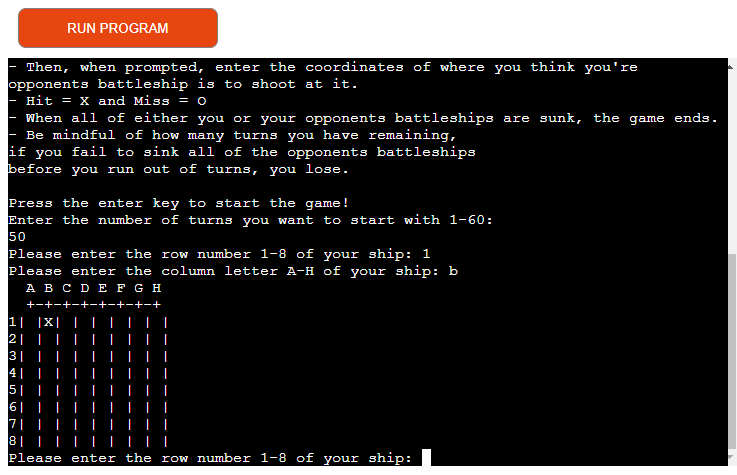 RUN PROGRAM
- Then, when prompted, enter the coordinates of where you think you're
opponents battleship is to shoot at it.
- Hit = X and Miss = O
- When all of either you or your opponents battleships are sunk, the game ends.
- Be mindful of how many turns you have remaining,
if you fail to sink all of the opponents battleships
before you run out of turns, you lose.
Press the enter key to start the game!
Enter the number of turns you want to start with 1-60:
50
Please enter the row number 1-8 of your ship: 1
Please enter the column letter A-H of your ship: b
  A B C D E F G H
  +-+-+-+-+-+-+-+
1| |X| | | | | | |
2| | | | | | | | |
3| | | | | | | | |
4| | | | | | | | |
5| | | | | | | | |
6| | | | | | | | |
7| | | | | | | | |
8| | | | | | | | |
Please enter the row number 1-8 of your ship: